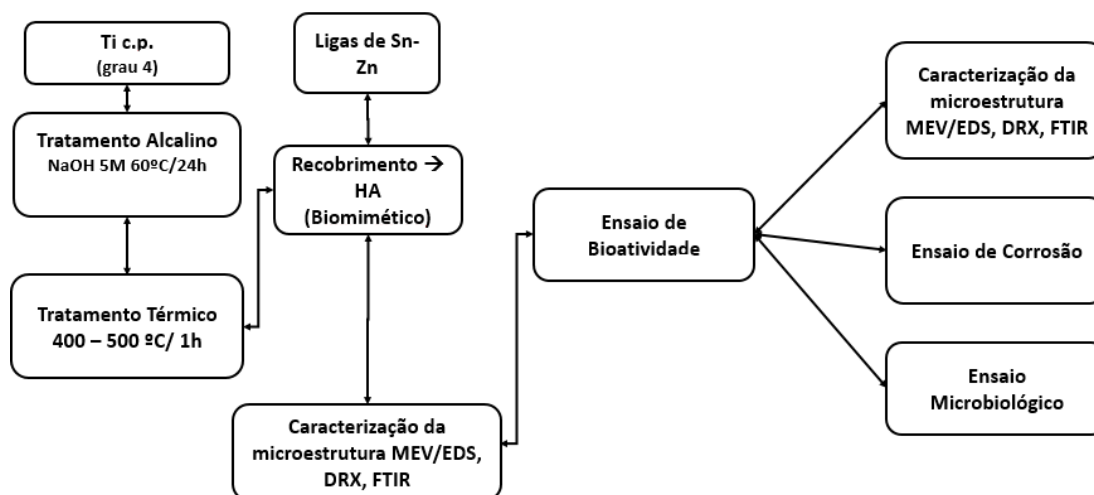 Ti c.p.
(grau 4)
Tratamento Alcalino
NaOH 5M 60ºC/24h
Tratamento Térmico
400 – 500 ºC/ 1h
Ligas de Sn-
Zn
Recobrimento →
HA
(Biomimético)
Caracterização da
microestrutura MEV/EDS,
DRX, FTIR
Ensaio de
Bioatividade
Caracterização da
microestrutura
MEV/EDS, DRX, FTIR
Ensaio de Corrosão
Ensaio
Microbiológico